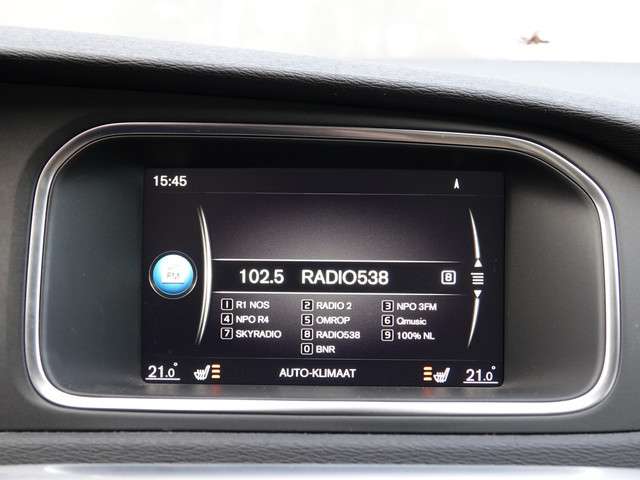 15:45
FM
102.5 RADIO538 8
1 R1 NOS 2 RADIO 2 3 NPO 3FM
4 NPO R4 5 OMROP 6 Qmusic
7 SKYRADIO 8 RADIO538 9 100% NL
0 BNR
21.0° AUTO-KLIMAAT 21.0°